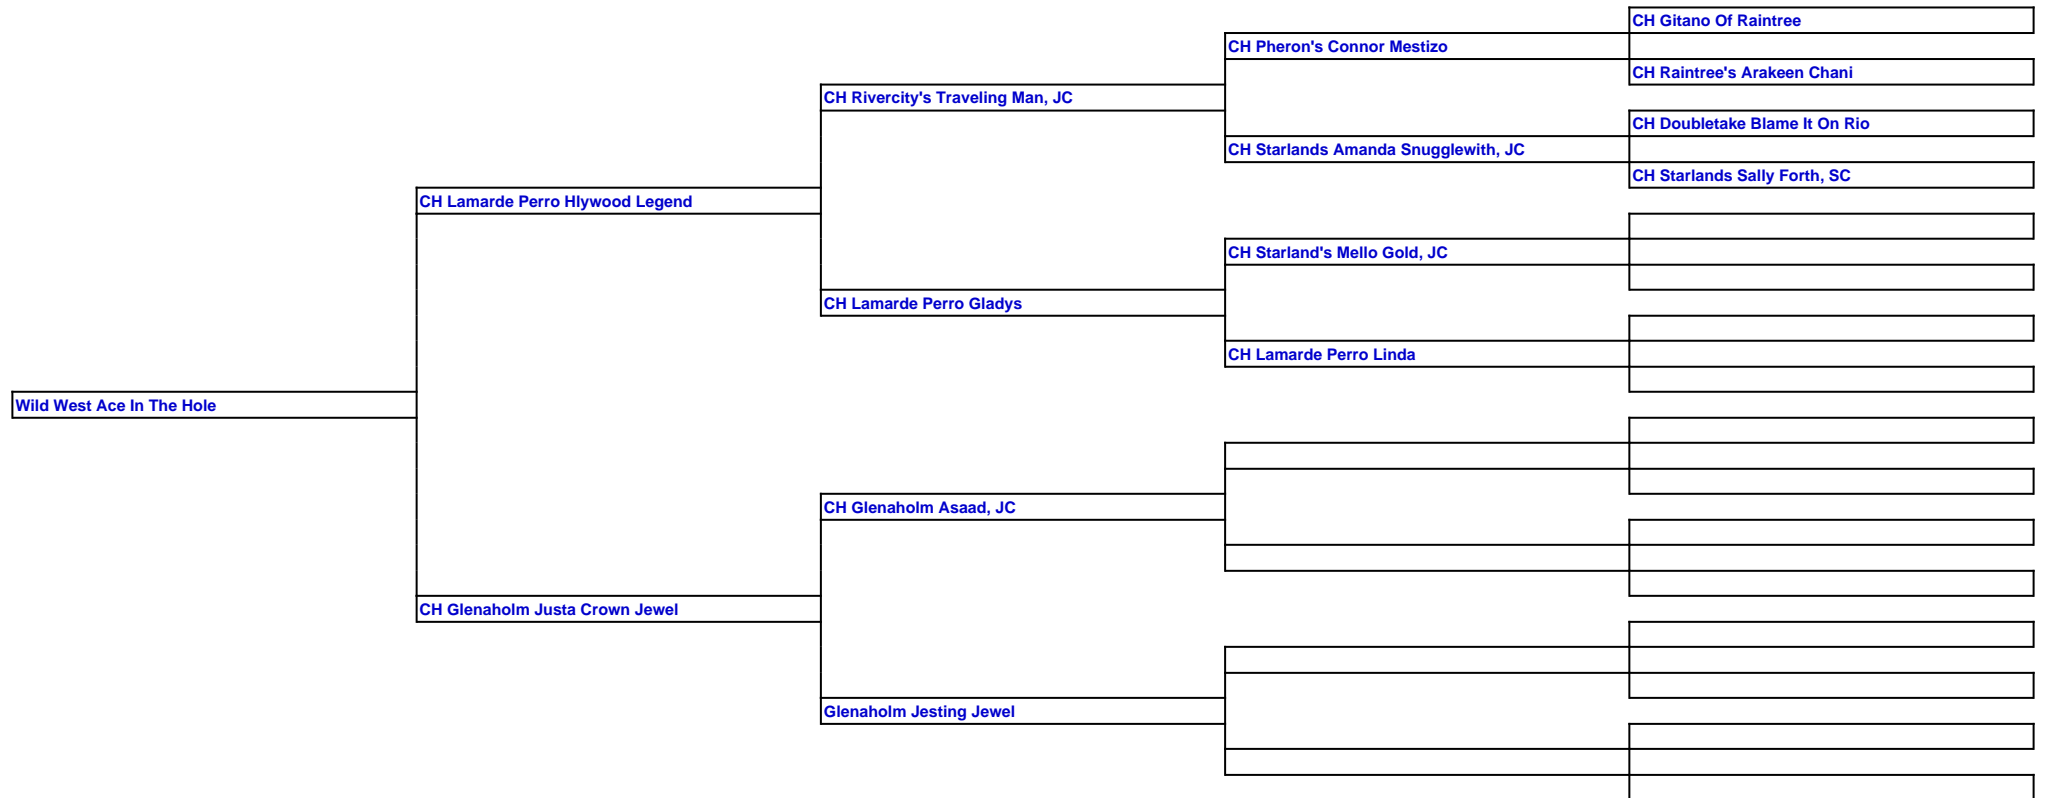 CH Gitano Of Raintree
CH Pheron's Connor Mestizo
CH Raintree's Arakeen Chani
CH Rivercity's Traveling Man, JC
CH Doubletake Blame It On Rio
CH Starlands Amanda Snugglewith, JC
CH Starlands Sally Forth, SC
CH Lamarde Perro Hlywood Legend
CH Starland's Mello Gold, JC
CH Lamarde Perro Gladys
CH Lamarde Perro Linda
Wild West Ace In The Hole
CH Glenaholm Asaad, JC
CH Glenaholm Justa Crown Jewel
Glenaholm Jesting Jewel